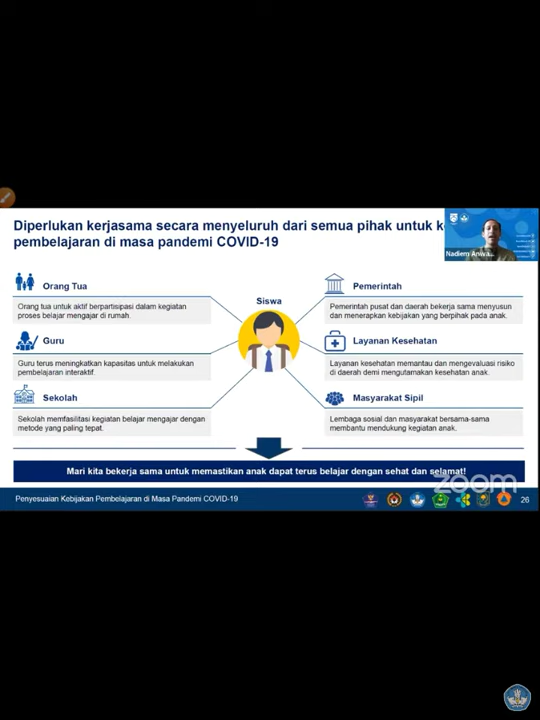 Diperlukan kerjasama secara menyeluruh dari semua pihak untuk
pembelajaran di masa pandemi COVID-19
Nadiem Anwa...
Orang Tua
Orang tua untuk aktif berpartisipasi dalam kegiatan
proses belajar mengajar di rumah.
Guru
Guru terus meningkatkan kapasitas untuk melakukan
pembelajaran interaktif.
Sekolah
Sekolah memfasilitasi kegiatan belajar mengajar dengan
metode yang paling tepat.
Siswa
Pemerintah
Pemerintah pusat dan daerah bekerja sama menyusun
dan menerapkan kebijakan yang berpihak pada anak.
Layanan Kesehatan
Layanan kesehatan memantau dan mengevaluasi risiko
di daerah demi mengutamakan kesehatan anak.
Masyarakat Sipil
Lembaga sosial dan masyarakat bersama-sama
membantu mendukung kegiatan anak.
Mari kita bekerja sama untuk memastikan anak dapat terus belajar dengan sehat dan selamat!
zoom
Penyesuaian Kebijakan Pembelajaran di Masa Pandemi COVID-19
26